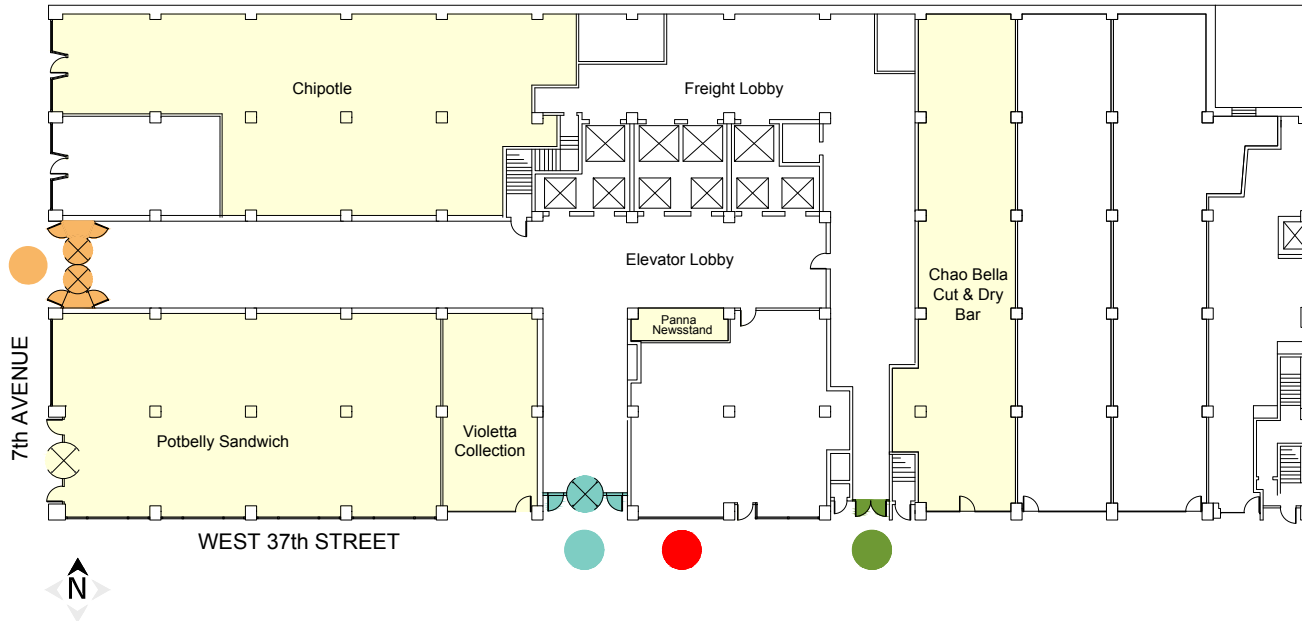 Chipotle
Freight Lobby
Elevator Lobby
Chao Bella
Cut & Dry
Bar
Panna
Newsstand
7th AVENUE
Potbelly Sandwich
Violetta
Collection
WEST 37th STREET
N